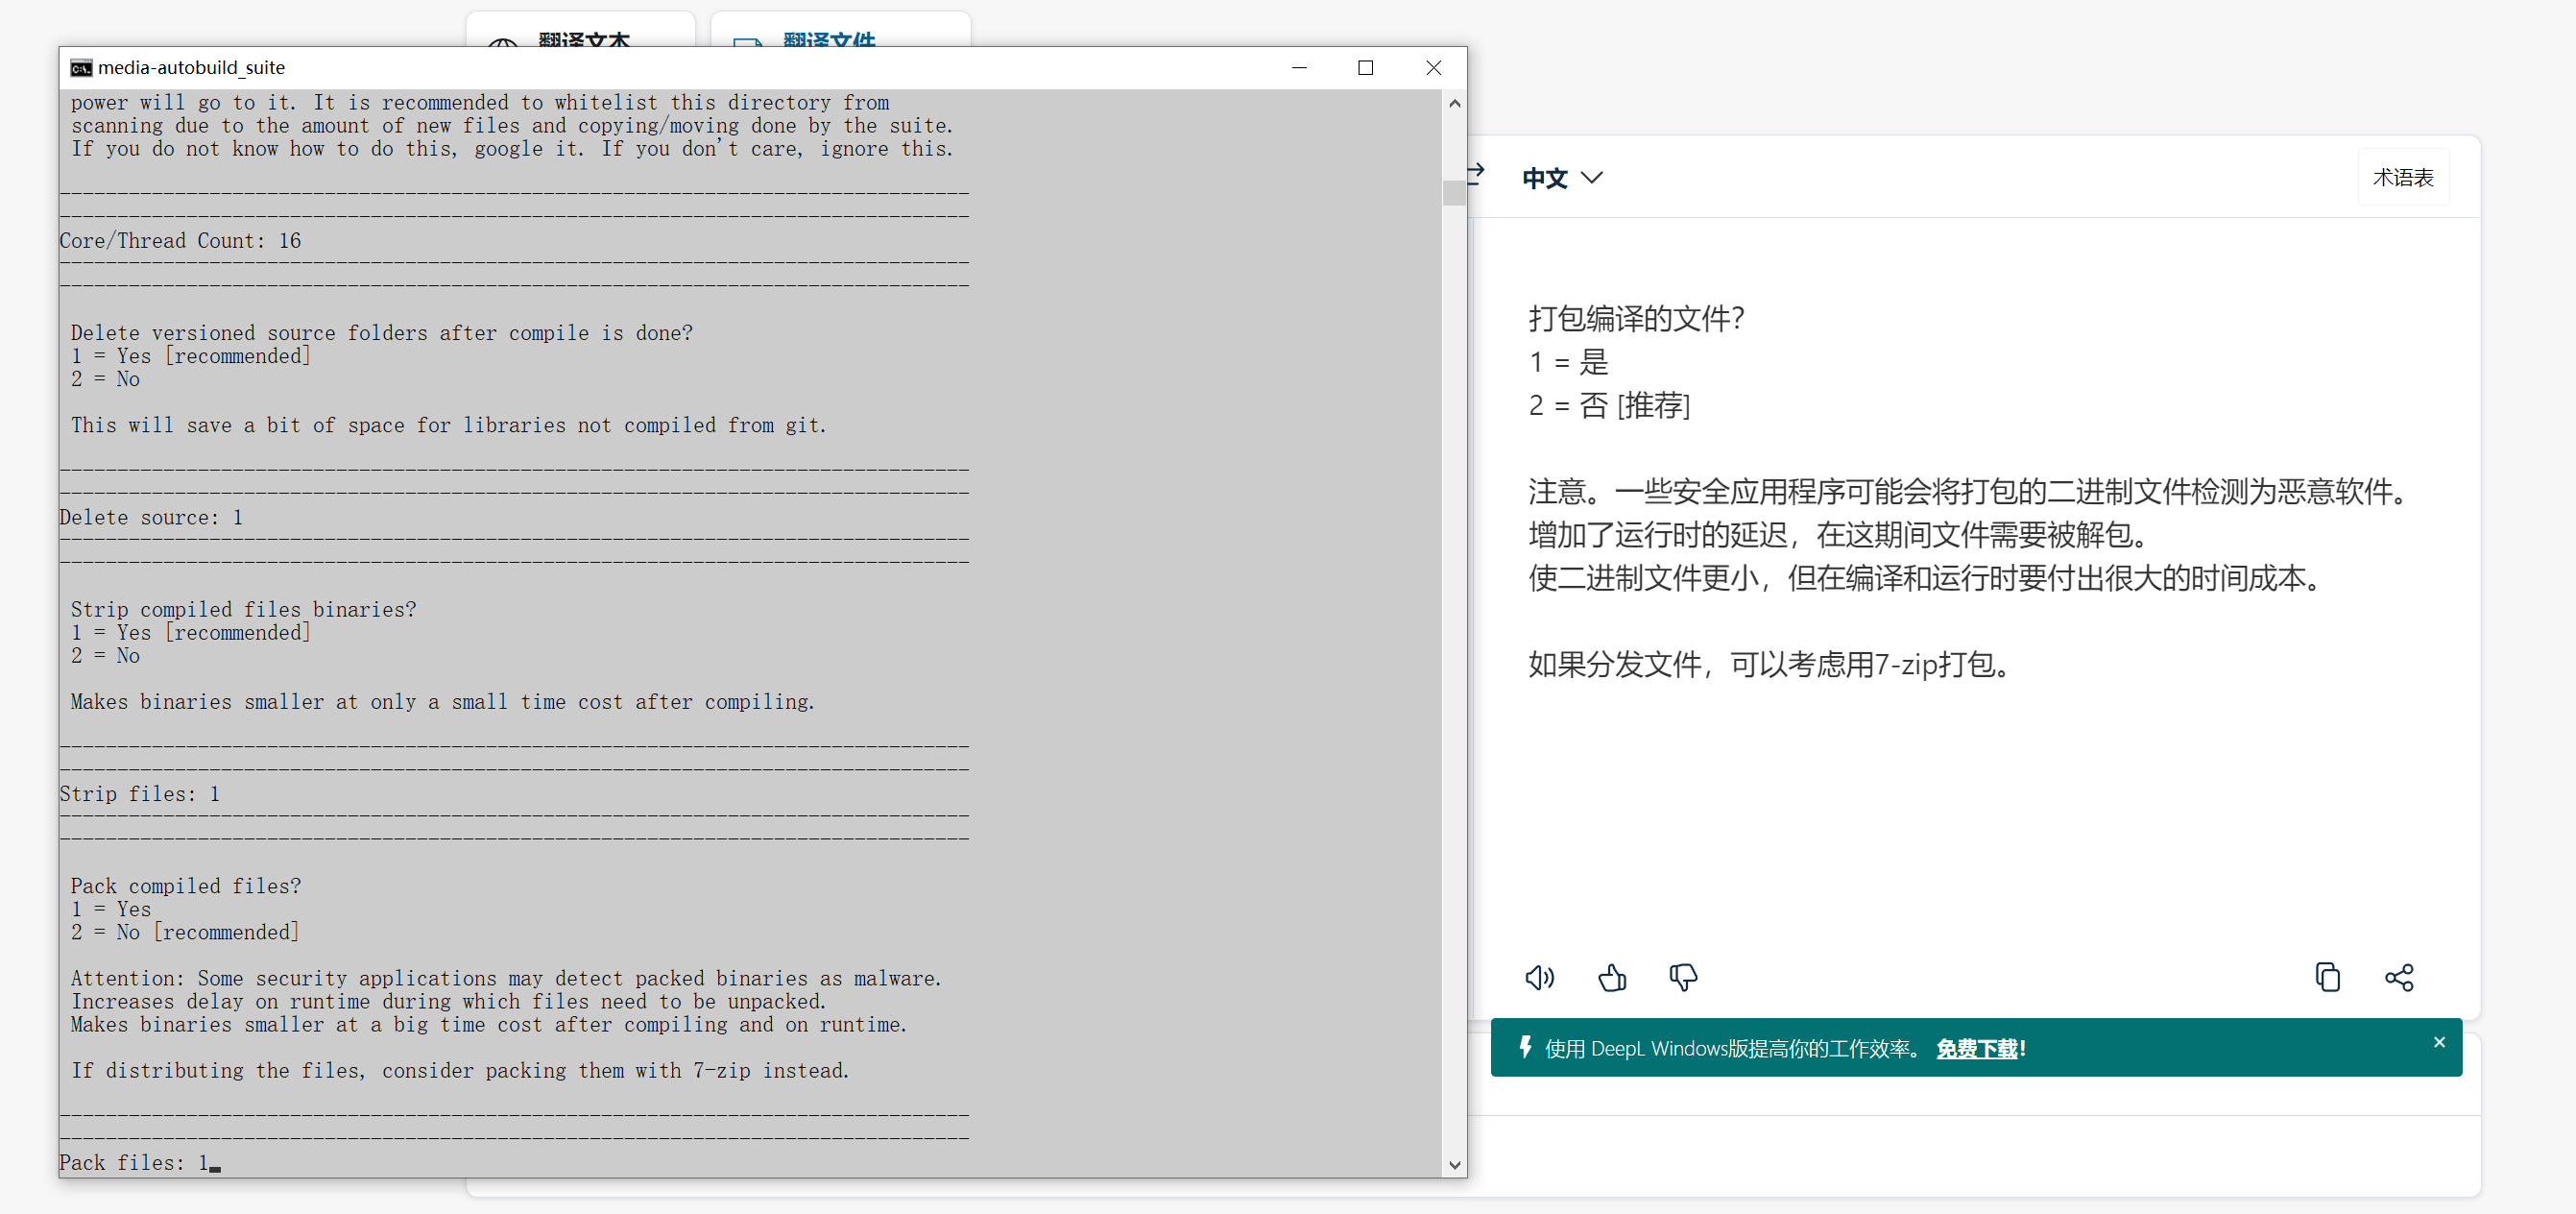 翻译文本
翻译文件
media-autobuild_suite
power will go to it. It is recommended to whitelist this directory from
scanning due to the amount of new files and copying/moving done by the suite.
If you do not know how to do this, google it. If you don't care, ignore this.
-------------------------------------------------------------------------------
-------------------------------------------------------------------------------
Core/Thread Count: 16
-------------------------------------------------------------------------------
-------------------------------------------------------------------------------
Delete versioned source folders after compile is done?
1 = Yes [recommended]
2 = No
This will save a bit of space for libraries not compiled from git.
-------------------------------------------------------------------------------
-------------------------------------------------------------------------------
Delete source: 1
-------------------------------------------------------------------------------
-------------------------------------------------------------------------------
Strip compiled files binaries?
1 = Yes [recommended]
2 = No
Makes binaries smaller at only a small time cost after compiling.
-------------------------------------------------------------------------------
-------------------------------------------------------------------------------
Strip files: 1
-------------------------------------------------------------------------------
-------------------------------------------------------------------------------
Pack compiled files?
1 = Yes
2 = No [recommended]
Attention: Some security applications may detect packed binaries as malware.
Increases delay on runtime during which files need to be unpacked.
Makes binaries smaller at a big time cost after compiling and on runtime.
If distributing the files, consider packing them with 7-zip instead.
-------------------------------------------------------------------------------
-------------------------------------------------------------------------------
Pack files: 1
中文
术语表
打包编译的文件？
1 = 是
2 = 否 [推荐]
注意。一些安全应用程序可能会将打包的二进制文件检测为恶意软件。
增加了运行时的延迟，在这期间文件需要被解包。
使二进制文件更小，但在编译和运行时要付出很大的时间成本。
如果分发文件，可以考虑用7-zip打包。
使用 DeepL Windows版提高你的工作效率。 免费下载!